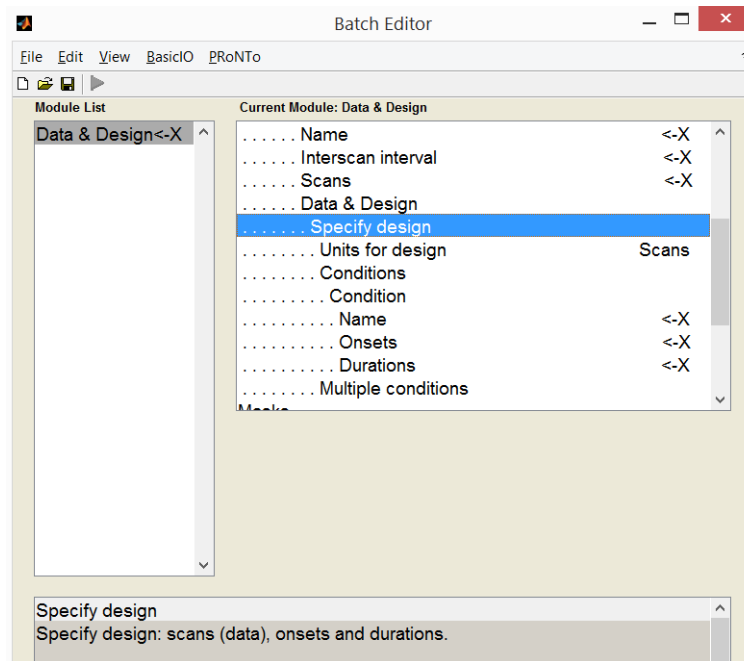 Batch Editor
File Edit View BasicIO PRoNTo
Module List
Current Module: Data & Design
Data & Design<-X
. . . . . . Name <-X
. . . . . . Interscan interval <-X
. . . . . . Scans <-X
. . . . . . Data & Design
. . . . . . . Specify design
. . . . . . . . Units for design Scans
. . . . . . . . Conditions
. . . . . . . . . Condition
. . . . . . . . . . Name <-X
. . . . . . . . . . Onsets <-X
. . . . . . . . . . Durations <-X
. . . . . . . . Multiple conditions
Masks
Specify design
Specify design: scans (data), onsets and durations.